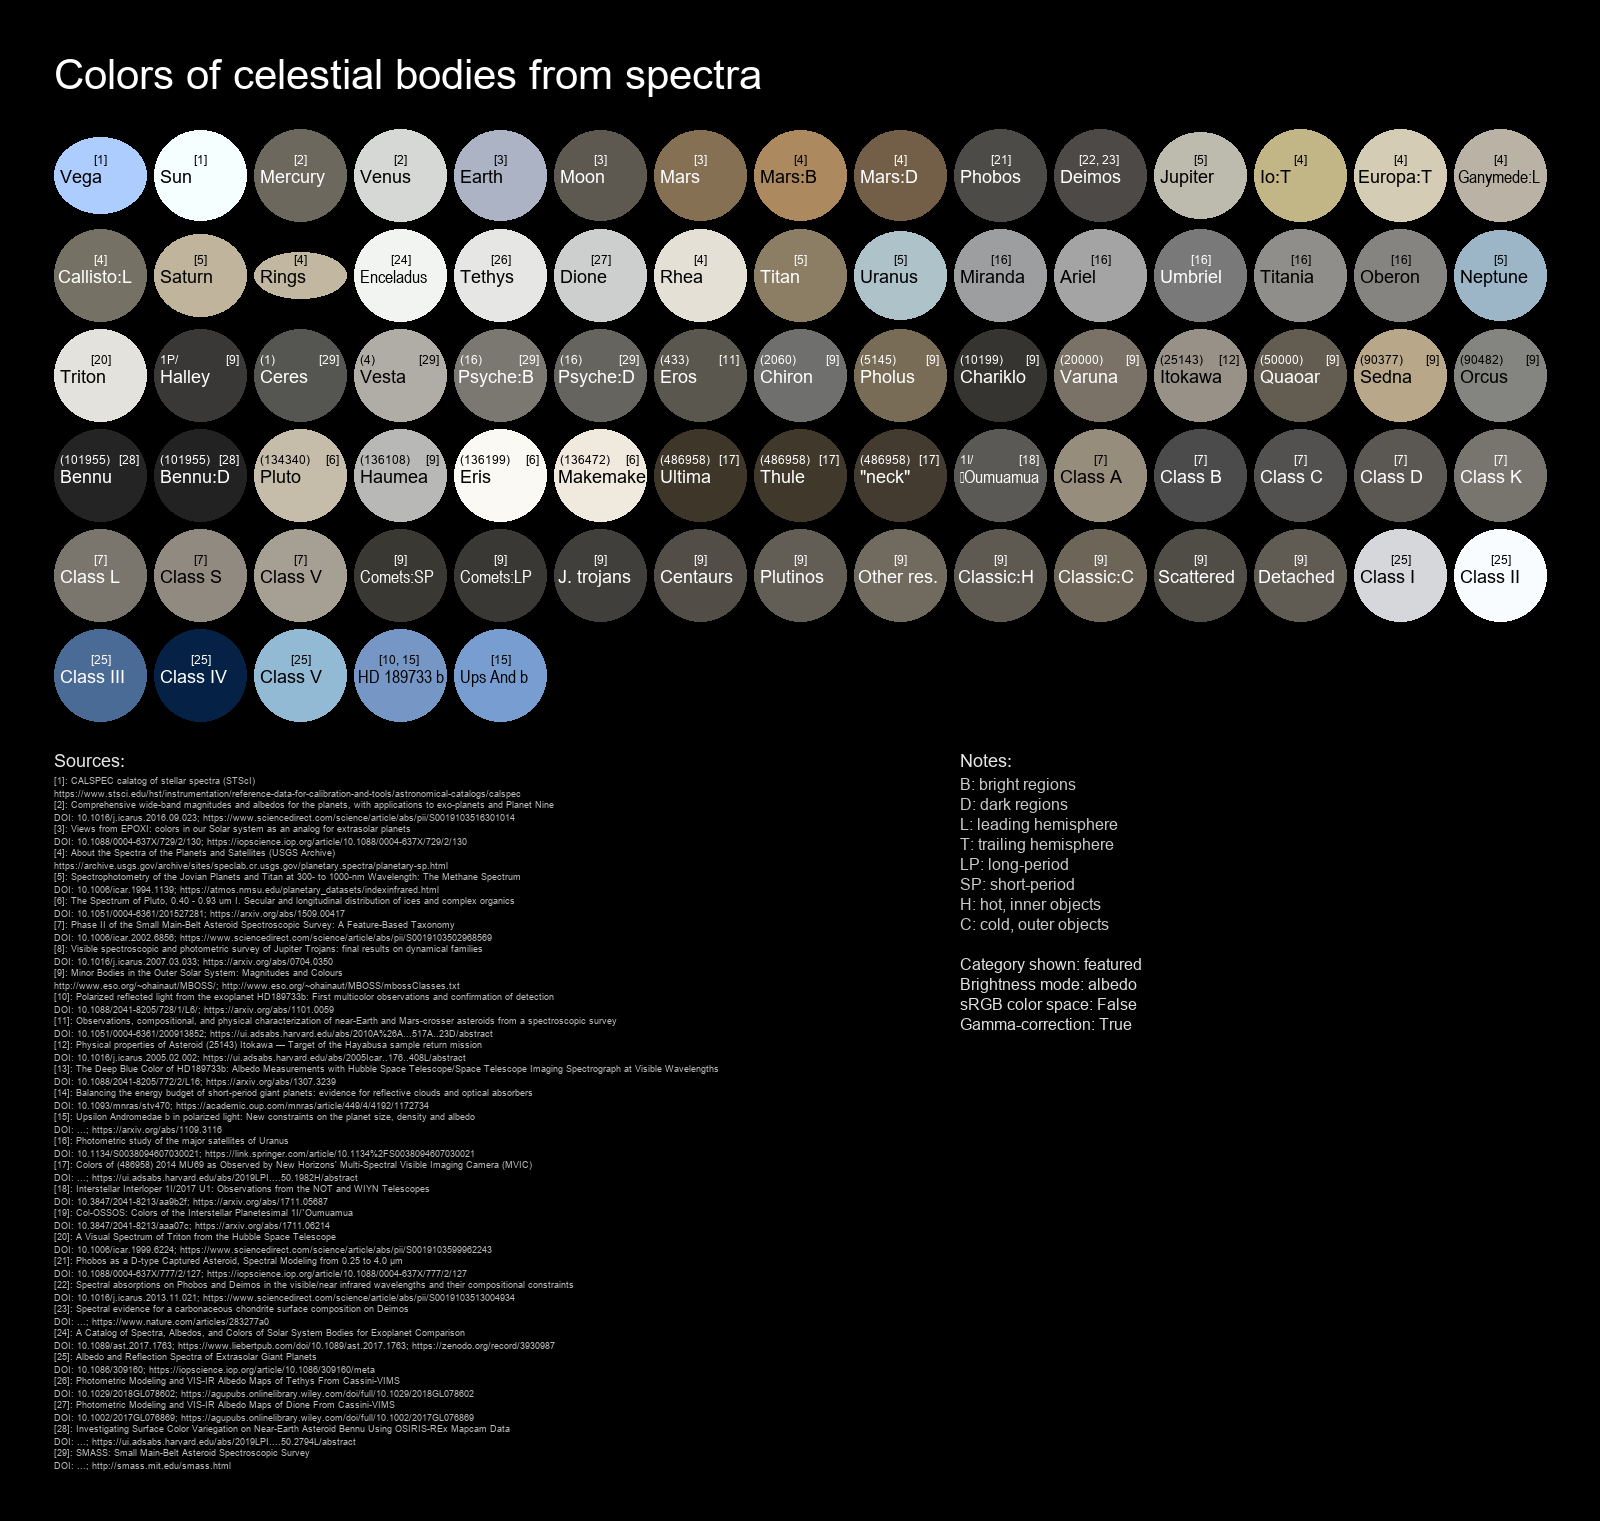 Colors of celestial bodies from spectra
[1] [1] [2] [2] [3] [3] [3] [4] [4] [21] [22, 23] [5] [4] [4] [4]
Vega Sun Mercury Venus Earth Moon Mars Mars:B Mars:D Phobos Deimos Jupiter Io:T Europa:T Ganymede:L
[4] [5] [4] [24] [26] [27] [4] [5] [5] [16] [16] [16] [16] [16] [5]
Callisto:L Saturn Rings Enceladus Tethys Dione Rhea Titan Uranus Miranda Ariel Umbriel Titania Oberon Neptune
[20] 1P/ [9] (1) [29] (4) [29] (16) [29] (16) [29] (433) [11] (2060) [9] (5145) [9] (10199) [9] (20000) [9] (25143) [12] (50000) [9] (90377) [9] (90482) [9]
Triton Halley Ceres Vesta Psyche:B Psyche:D Eros Chiron Pholus Chariklo Varuna Itokawa Quaoar Sedna Orcus
(101955) [28] (101955) [28] (134340) [6] (136108) [9] (136199) [6] (136472) [6] (486958) [17] (486958) [17] (486958) [17] 1I/ [18] [7] [7] [7] [7] [7]
Bennu Bennu:D Pluto Haumea Eris Makemake Ultima Thule "neck" Oumuamua Class A Class B Class C Class D Class K
[7] [7] [7] [9] [9] [9] [9] [9] [9] [9] [9] [9] [9] [25] [25]
Class L Class S Class V Comets:SP Comets:LP J. trojans Centaurs Plutinos Other res. Classic:H Classic:C Scattered Detached Class I Class II
[25] [25] [25] [10, 15] [15]
Class III Class IV Class V HD 189733 b Ups And b
Sources:
[1]: CALSPEC calatog of stellar spectra (STScI)
https://www.stsci.edu/hst/instrumentation/reference-data-for-calibration-and-tools/astronomical-catalogs/calspec
[2]: Comprehensive wide-band magnitudes and albedos for the planets, with applications to exo-planets and Planet Nine
DOI: 10.1016/j.icarus.2016.09.023; https://www.sciencedirect.com/science/article/abs/pii/S0019103516301014
[3]: Views from EPOXI: colors in our Solar system as an analog for extrasolar planets
DOI: 10.1088/0004-637X/729/2/130; https://iopscience.iop.org/article/10.1088/0004-637X/729/2/130
[4]: About the Spectra of the Planets and Satellites (USGS Archive)
https://archive.usgs.gov/archive/sites/speclab.cr.usgs.gov/planetary.spectra/planetary-sp.html
[5]: Spectrophotometry of the Jovian Planets and Titan at 300- to 1000-nm Wavelength: The Methane Spectrum
DOI: 10.1006/icar.1994.1139; https://atmos.nmsu.edu/planetary_datasets/indexinfrared.html
[6]: The Spectrum of Pluto, 0.40 - 0.93 um I. Secular and longitudinal distribution of ices and complex organics
DOI: 10.1051/0004-6361/201527281; https://arxiv.org/abs/1509.00417
[7]: Phase II of the Small Main-Belt Asteroid Spectroscopic Survey: A Feature-Based Taxonomy
DOI: 10.1006/icar.2002.6856; https://www.sciencedirect.com/science/article/abs/pii/S0019103502968569
[8]: Visible spectroscopic and photometric survey of Jupiter Trojans: final results on dynamical families
DOI: 10.1016/j.icarus.2007.03.033; https://arxiv.org/abs/0704.0350
[9]: Minor Bodies in the Outer Solar System: Magnitudes and Colours
http://www.eso.org/~ohainaut/MBOSS/; http://www.eso.org/~ohainaut/MBOSS/mbossClasses.txt
[10]: Polarized reflected light from the exoplanet HD189733b: First multicolor observations and confirmation of detection
DOI: 10.1088/2041-8205/728/1/L6/; https://arxiv.org/abs/1101.0059
[11]: Observations, compositional, and physical characterization of near-Earth and Mars-crosser asteroids from a spectroscopic survey
DOI: 10.1051/0004-6361/200913852; https://ui.adsabs.harvard.edu/abs/2010A%26A...517A..23D/abstract
[12]: Physical properties of Asteroid (25143) Itokawa — Target of the Hayabusa sample return mission
DOI: 10.1016/j.icarus.2005.02.002; https://ui.adsabs.harvard.edu/abs/2005Icar..176..408L/abstract
[13]: The Deep Blue Color of HD189733b: Albedo Measurements with Hubble Space Telescope/Space Telescope Imaging Spectrograph at Visible Wavelengths
DOI: 10.1088/2041-8205/772/2/L16; https://arxiv.org/abs/1307.3239
[14]: Balancing the energy budget of short-period giant planets: evidence for reflective clouds and optical absorbers
DOI: 10.1093/mnras/stv470; https://academic.oup.com/mnras/article/449/4/4192/1172734
[15]: Upsilon Andromedae b in polarized light: New constraints on the planet size, density and albedo
DOI: ...; https://arxiv.org/abs/1109.3116
[16]: Photometric study of the major satellites of Uranus
DOI: 10.1134/S0038094607030021; https://link.springer.com/article/10.1134%2FS0038094607030021
[17]: Colors of (486958) 2014 MU69 as Observed by New Horizons' Multi-Spectral Visible Imaging Camera (MVIC)
DOI: ...; https://ui.adsabs.harvard.edu/abs/2019LPI....50.1982H/abstract
[18]: Interstellar Interloper 1I/2017 U1: Observations from the NOT and WIYN Telescopes
DOI: 10.3847/2041-8213/aa9b2f; https://arxiv.org/abs/1711.05687
[19]: Col-OSSOS: Colors of the Interstellar Planetesimal 1I/'Oumuamua
DOI: 10.3847/2041-8213/aaa07c; https://arxiv.org/abs/1711.06214
[20]: A Visual Spectrum of Triton from the Hubble Space Telescope
DOI: 10.1006/icar.1999.6224; https://www.sciencedirect.com/science/article/abs/pii/S0019103599962243
[21]: Phobos as a D-type Captured Asteroid, Spectral Modeling from 0.25 to 4.0 μm
DOI: 10.1088/0004-637X/777/2/127; https://iopscience.iop.org/article/10.1088/0004-637X/777/2/127
[22]: Spectral absorptions on Phobos and Deimos in the visible/near infrared wavelengths and their compositional constraints
DOI: 10.1016/j.icarus.2013.11.021; https://www.sciencedirect.com/science/article/abs/pii/S0019103513004934
[23]: Spectral evidence for a carbonaceous chondrite surface composition on Deimos
DOI: ...; https://www.nature.com/articles/283277a0
[24]: A Catalog of Spectra, Albedos, and Colors of Solar System Bodies for Exoplanet Comparison
DOI: 10.1089/ast.2017.1763; https://www.liebertpub.com/doi/10.1089/ast.2017.1763; https://zenodo.org/record/3930987
[25]: Albedo and Reflection Spectra of Extrasolar Giant Planets
DOI: 10.1086/309160; https://iopscience.iop.org/article/10.1086/309160/meta
[26]: Photometric Modeling and VIS-IR Albedo Maps of Tethys From Cassini-VIMS
DOI: 10.1029/2018GL078602; https://agupubs.onlinelibrary.wiley.com/doi/full/10.1029/2018GL078602
[27]: Photometric Modeling and VIS-IR Albedo Maps of Dione From Cassini-VIMS
DOI: 10.1002/2017GL076869; https://agupubs.onlinelibrary.wiley.com/doi/full/10.1002/2017GL076869
[28]: Investigating Surface Color Variegation on Near-Earth Asteroid Bennu Using OSIRIS-REx Mapcam Data
DOI: ...; https://ui.adsabs.harvard.edu/abs/2019LPI....50.2794L/abstract
[29]: SMASS: Small Main-Belt Asteroid Spectroscopic Survey
DOI: ...; http://smass.mit.edu/smass.html
Notes:
B: bright regions
D: dark regions
L: leading hemisphere
T: trailing hemisphere
LP: long-period
SP: short-period
H: hot, inner objects
C: cold, outer objects
Category shown: featured
Brightness mode: albedo
sRGB color space: False
Gamma-correction: True